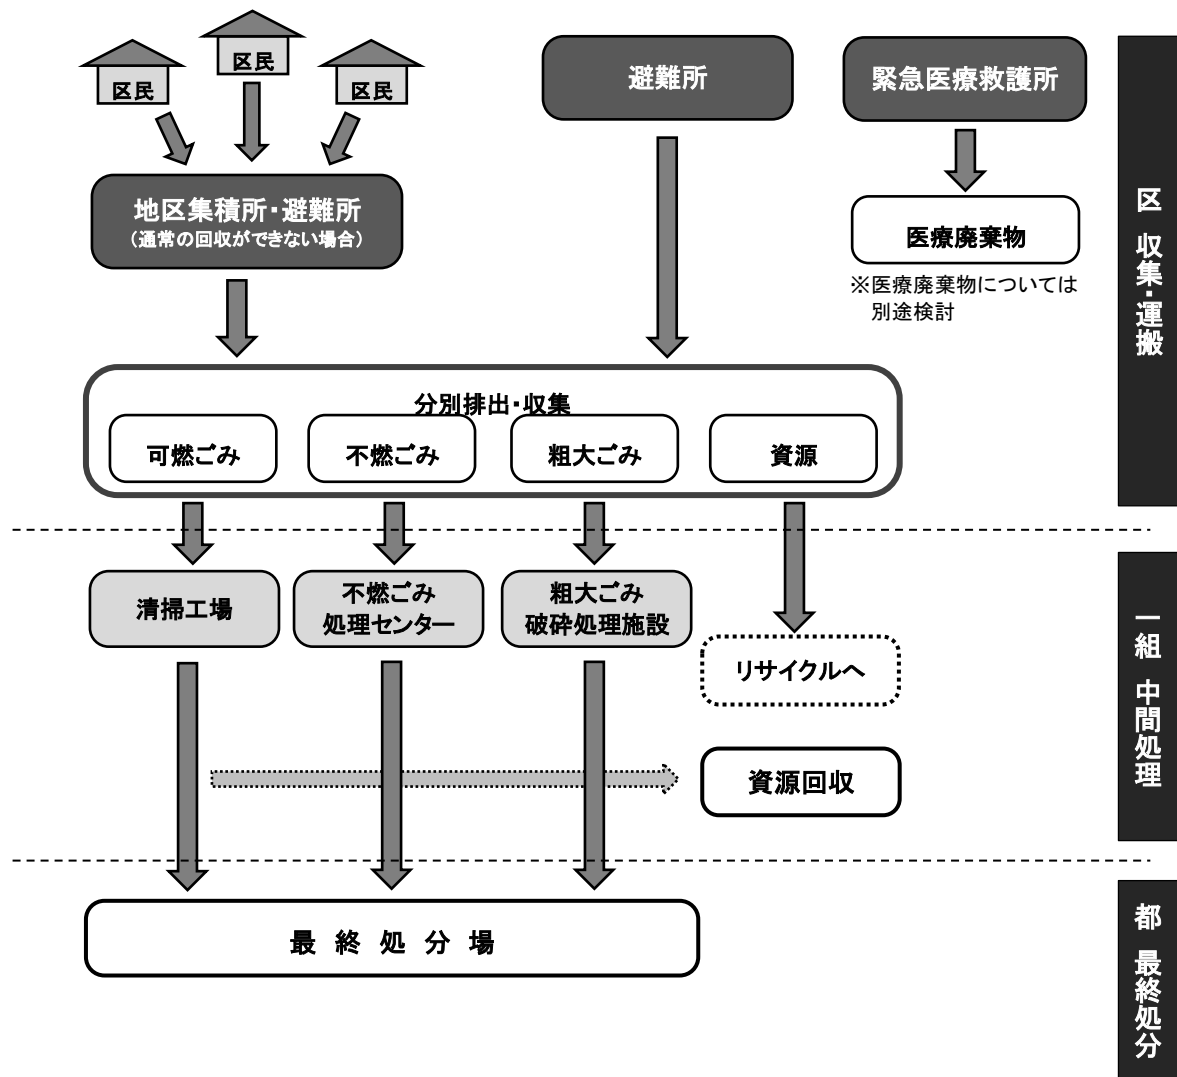 区民
区民
区民
避難所
緊急医療救護所
地区集積所・避難所
（通常の回収ができない場合）
医療廃棄物
※医療廃棄物については
別途検討
区 収集・運搬
分別排出・収集
可燃ごみ
不燃ごみ
粗大ごみ
資源
清掃工場
不燃ごみ
処理センター
粗大ごみ
破砕処理施設
リサイクルへ
資源回収
一組 中間処理
最 終 処 分 場
都 最終処分